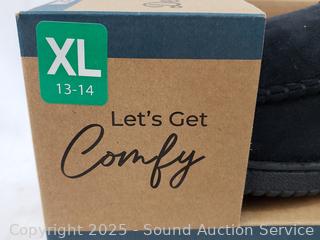 XL
13-14
Let's Get
Comfy
Copyright 2025 - Sound Auction Service